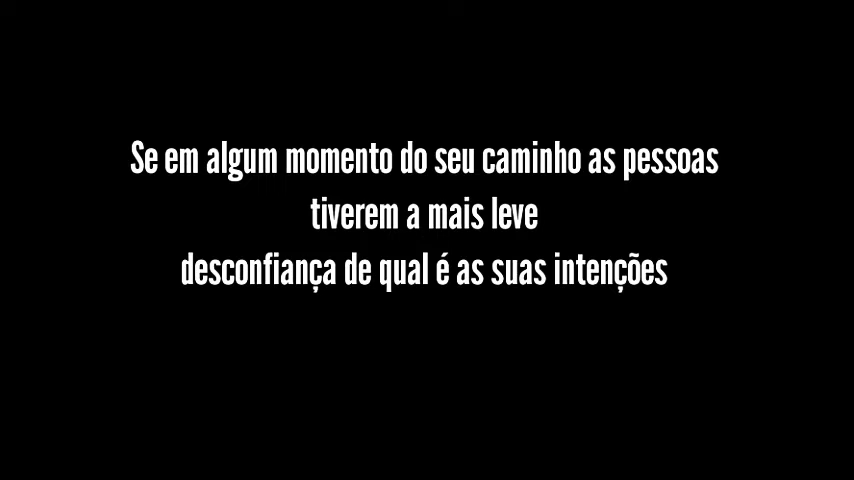 Se em algum momento do seu caminho as pessoas
tiverem a mais leve
desconfiança de qual é as suas intenções